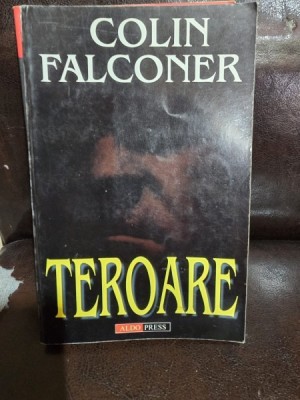 COLIN
FALCONER
TEROARE
ALDO PRESS